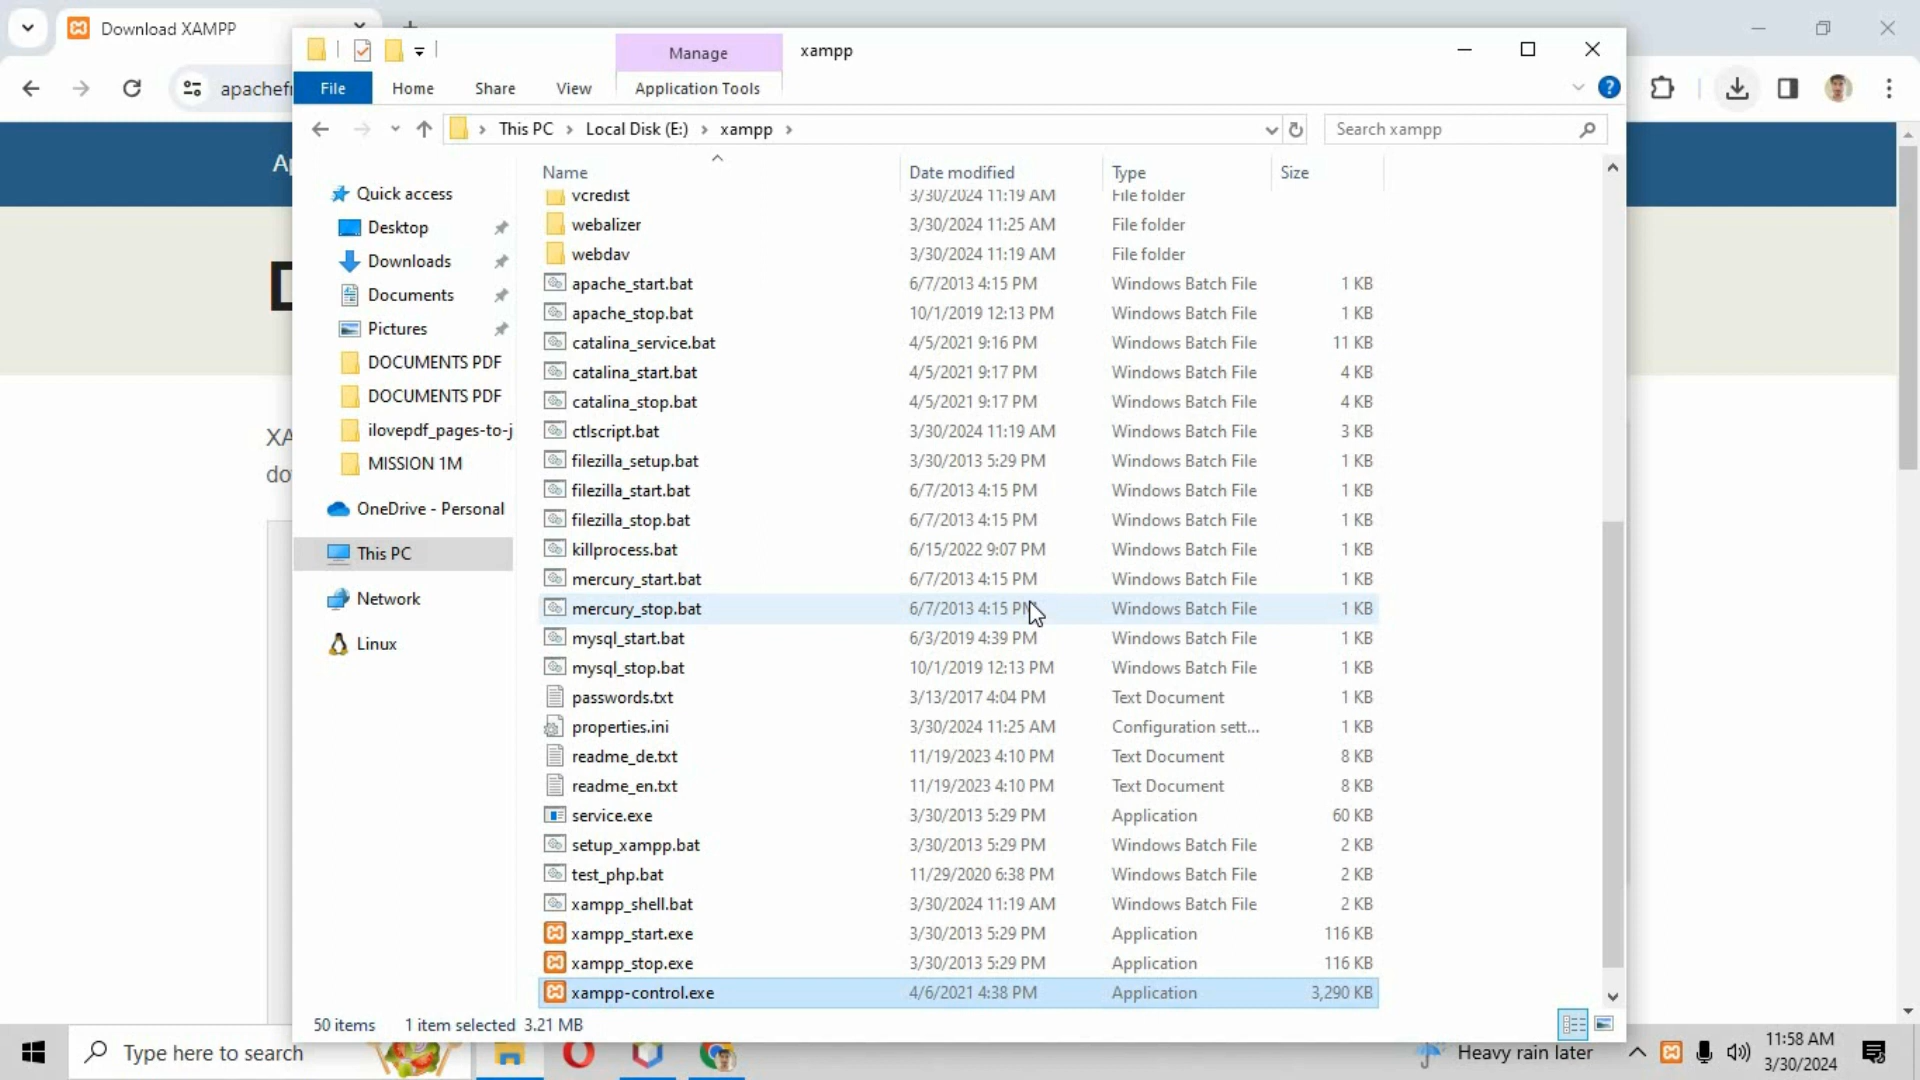 Download XAMPP
Manage
xampp
apachefr
File
Home
Share
View
Application Tools
This PC
Local Disk (E:)
xampp
Search xampp
Name
Date modified
Type
Size
Quick access
Desktop
Downloads
Documents
Pictures
DOCUMENTS PDF
DOCUMENTS PDF
ilovepdf_pages-to-j
MISSION 1M
OneDrive - Personal
This PC
Network
Linux
vcredist 3/30/2024 11:19 AM File folder
webalizer 3/30/2024 11:25 AM File folder
webdav 3/30/2024 11:19 AM File folder
apache_start.bat 6/7/2013 4:15 PM Windows Batch File 1 KB
apache_stop.bat 10/1/2019 12:13 PM Windows Batch File 1 KB
catalina_service.bat 4/5/2021 9:16 PM Windows Batch File 11 KB
catalina_start.bat 4/5/2021 9:17 PM Windows Batch File 4 KB
catalina_stop.bat 4/5/2021 9:17 PM Windows Batch File 4 KB
ctlscript.bat 3/30/2024 11:19 AM Windows Batch File 3 KB
filezilla_setup.bat 3/30/2013 5:29 PM Windows Batch File 1 KB
filezilla_start.bat 6/7/2013 4:15 PM Windows Batch File 1 KB
filezilla_stop.bat 6/7/2013 4:15 PM Windows Batch File 1 KB
killprocess.bat 6/15/2022 9:07 PM Windows Batch File 1 KB
mercury_start.bat 6/7/2013 4:15 PM Windows Batch File 1 KB
mercury_stop.bat 6/7/2013 4:15 PM Windows Batch File 1 KB
mysql_start.bat 6/3/2019 4:39 PM Windows Batch File 1 KB
mysql_stop.bat 10/1/2019 12:13 PM Windows Batch File 1 KB
passwords.txt 3/13/2017 4:04 PM Text Document 1 KB
properties.ini 3/30/2024 11:25 AM Configuration sett... 1 KB
readme_de.txt 11/19/2023 4:10 PM Text Document 8 KB
readme_en.txt 11/19/2023 4:10 PM Text Document 8 KB
service.exe 3/30/2013 5:29 PM Application 60 KB
setup_xampp.bat 3/30/2013 5:29 PM Windows Batch File 2 KB
test_php.bat 11/29/2020 6:38 PM Windows Batch File 2 KB
xampp_shell.bat 3/30/2024 11:19 AM Windows Batch File 2 KB
xampp_start.exe 3/30/2013 5:29 PM Application 116 KB
xampp_stop.exe 3/30/2013 5:29 PM Application 116 KB
xampp-control.exe 4/6/2021 4:38 PM Application 3,290 KB
50 items 1 item selected 3.21 MB
Type here to search
Heavy rain later
11:58 AM
3/30/2024